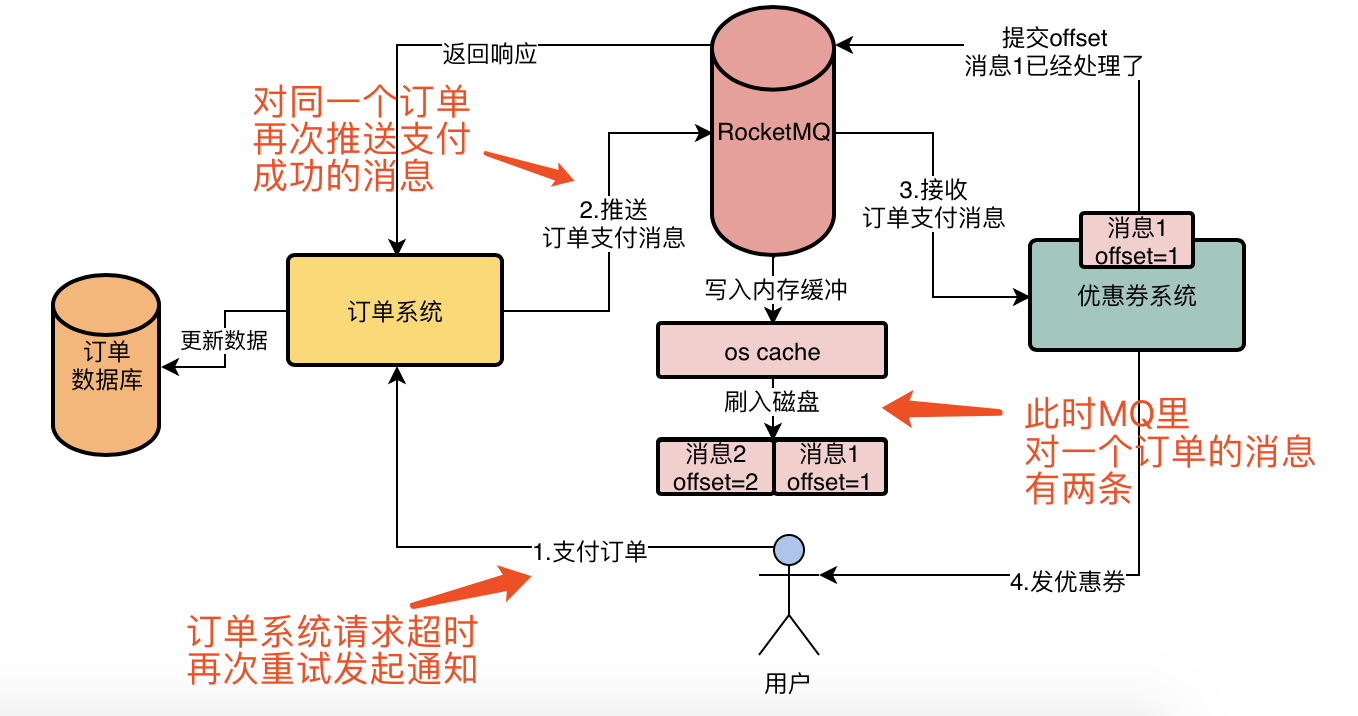 返回响应
提交offset
消息1已经处理了
对同一个订单
再次推送支付
成功的消息
RocketMQ
2.推送
订单支付消息
3.接收
订单支付消息
消息1
offset=1
优惠券系统
订单系统
写入内存缓冲
更新数据
订单
数据库
os cache
刷入磁盘
此时MQ里
对一个订单的消息
有两条
消息2
offset=2
消息1
offset=1
1.支付订单
4.发优惠券
订单系统请求超时
再次重试发起通知
用户